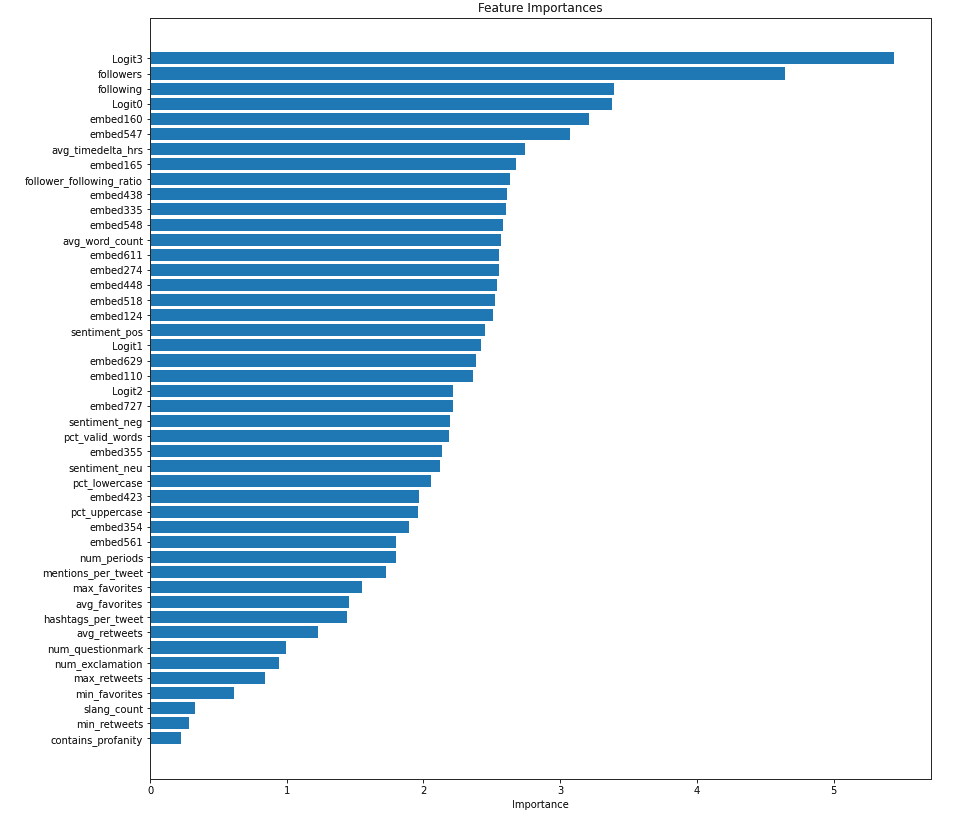 Feature Importances
Logit3
followers
following
Logit0
embed160
embed547
avg_timedelta_hrs
embed165
follower_following_ratio
embed438
embed335
embed548
avg_word_count
embed611
embed274
embed448
embed518
embed124
sentiment_pos
Logit1
embed629
embed110
Logit2
embed727
sentiment_neg
pct_valid_words
embed355
sentiment_neu
pct_lowercase
embed423
pct_uppercase
embed354
embed561
num_periods
mentions_per_tweet
max_favorites
avg_favorites
hashtags_per_tweet
avg_retweets
num_questionmark
num_exclamation
max_retweets
min_favorites
slang_count
min_retweets
contains_profanity
0 1 2 3 4 5
Importance